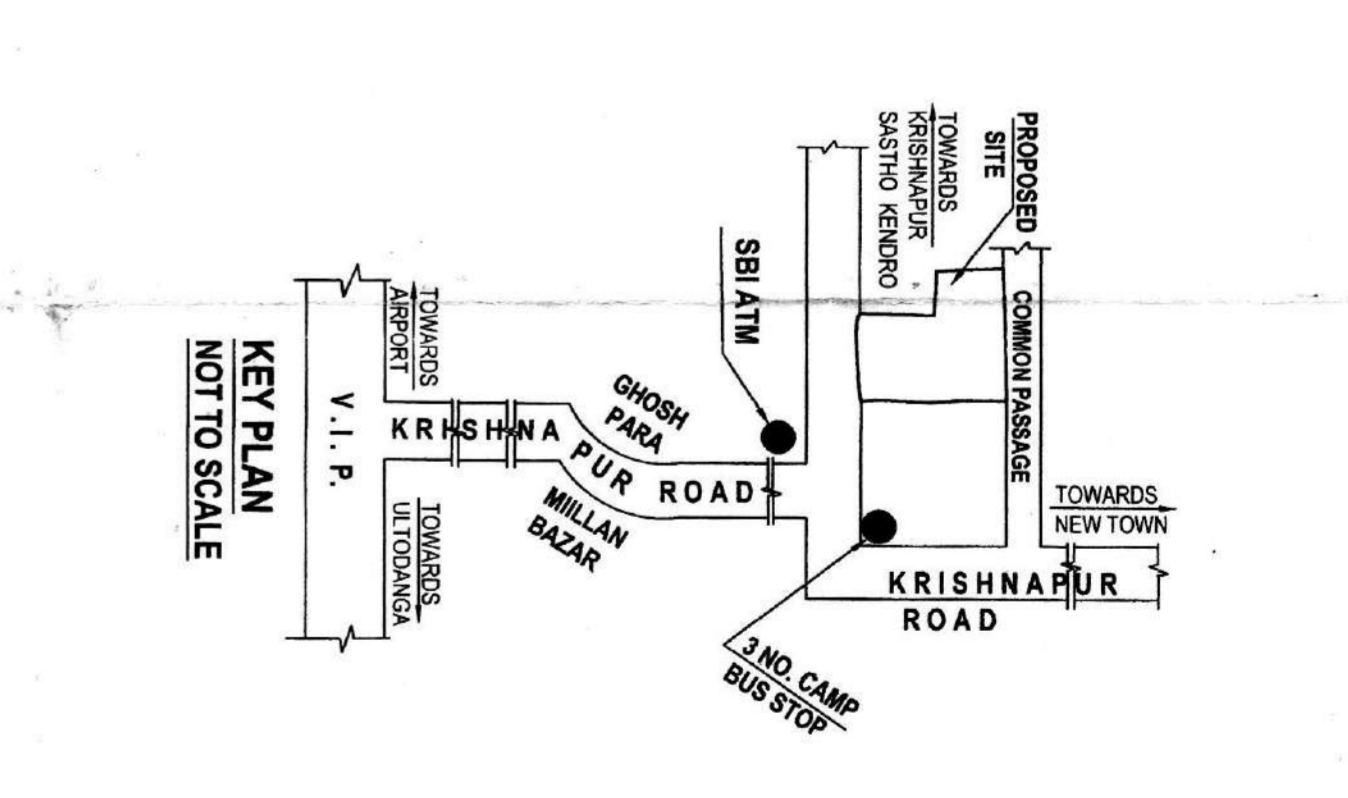 PROPOSED
SITE
TOWARDS
KRISHNAPUR
SASTHO KENDRO
COMMON PASSAGE
SBI ATM
TOWARDS
NEW TOWN
KRISHNAPUR
ROAD
3 NO. CAMP
BUS STOP
GHOSH
PARA
KRISHNA PUR ROAD
MIILLAN
BAZAR
TOWARDS
AIRPORT
V.I.P.
TOWARDS
ULTODANGA
KEY PLAN
NOT TO SCALE